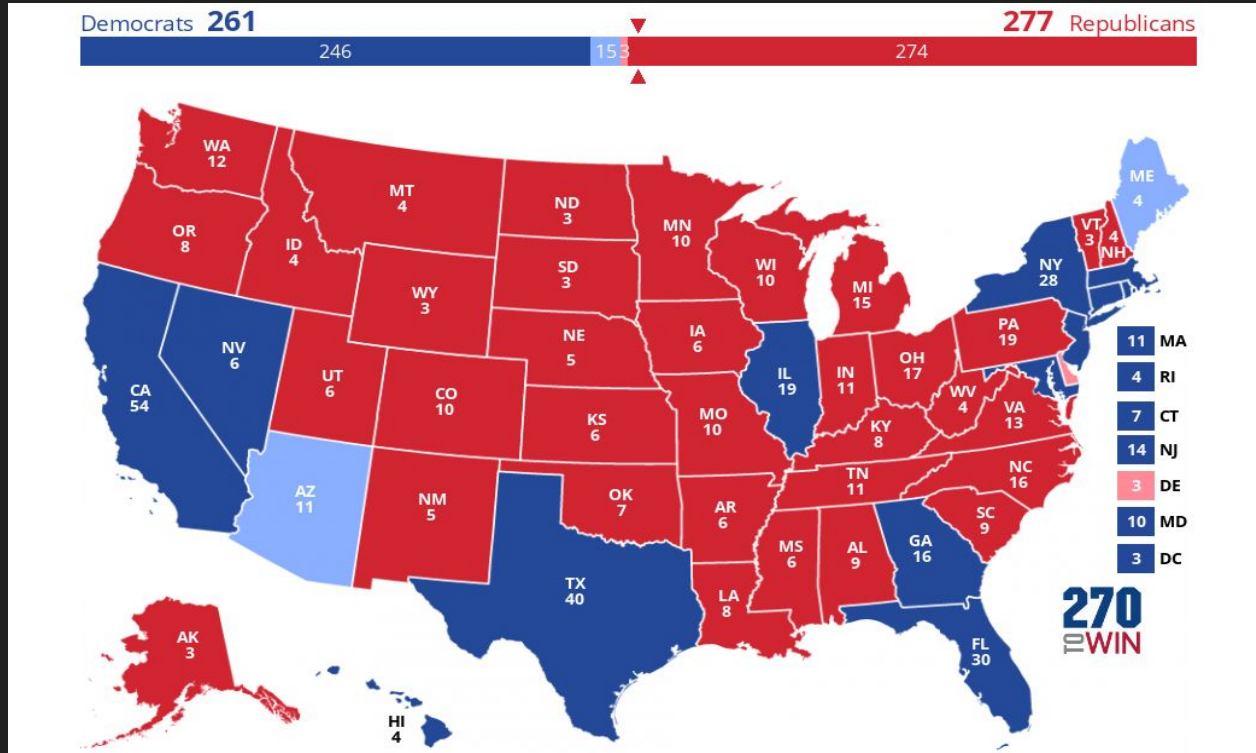 Democrats 261
277 Republicans
246
15
3
274
WA
12
OR
8
ID
4
MT
4
ND
3
MN
10
SD
3
WY
3
WI
10
MI
15
ME
4
VT
3
4
NH
NY
28
CA
54
NV
6
UT
6
CO
10
NE
5
IA
6
IL
19
IN
11
OH
17
PA
19
WV
4
VA
13
KS
6
MO
10
KY
8
AZ
11
NM
5
OK
7
AR
6
TN
11
NC
16
SC
9
TX
40
LA
8
MS
6
AL
9
GA
16
FL
30
AK
3
HI
4
11 MA
4 RI
7 CT
14 NJ
3 DE
10 MD
3 DC
270
TO WIN